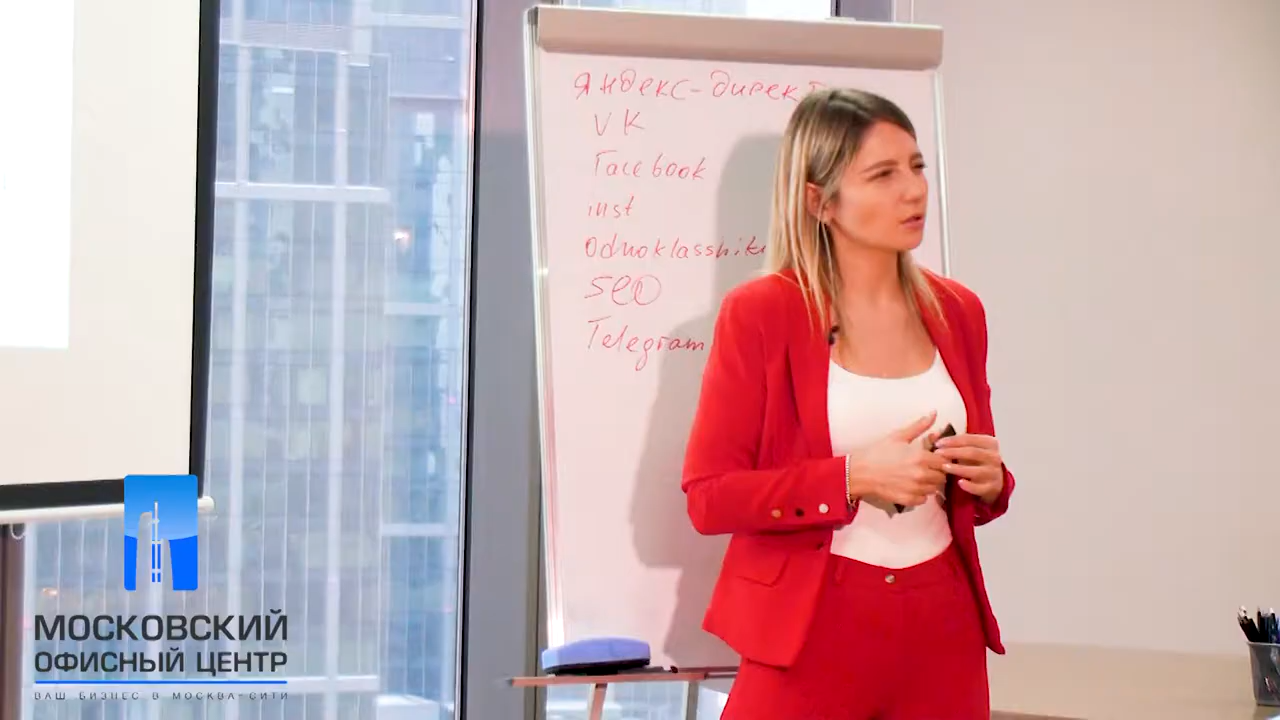 яндекс-директ
VK
Facebook
inst
Odnoklassniki
SEO
Telegram
МОСКОВСКИЙ
ОФИСНЫЙ ЦЕНТР
ВАШ БИЗНЕС В МОСКВА-СИТИ